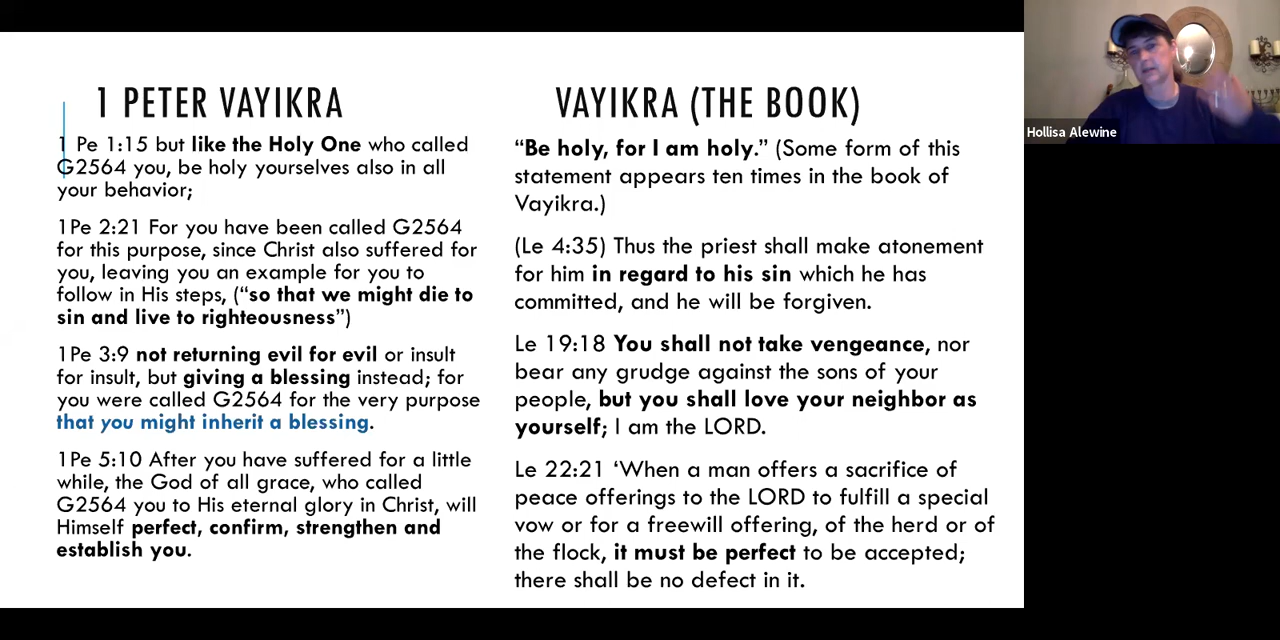 1 PETER VAYIKRA
1 Pe 1:15 but like the Holy One who called
G2564 you, be holy yourselves also in all
your behavior;
1Pe 2:21 For you have been called G2564
for this purpose, since Christ also suffered for
you, leaving you an example for you to
follow in His steps, (“so that we might die to
sin and live to righteousness”)
1Pe 3:9 not returning evil for evil or insult
for insult, but giving a blessing instead; for
you were called G2564 for the very purpose
that you might inherit a blessing.
1Pe 5:10 After you have suffered for a little
while, the God of all grace, who called
G2564 you to His eternal glory in Christ, will
Himself perfect, confirm, strengthen and
establish you.
VAYIKRA (THE BOOK)
“Be holy, for I am holy.” (Some form of this
statement appears ten times in the book of
Vayikra.)
(Le 4:35) Thus the priest shall make atonement
for him in regard to his sin which he has
committed, and he will be forgiven.
Le 19:18 You shall not take vengeance, nor
bear any grudge against the sons of your
people, but you shall love your neighbor as
yourself; I am the LORD.
Le 22:21 ‘When a man offers a sacrifice of
peace offerings to the LORD to fulfill a special
vow or for a freewill offering, of the herd or of
the flock, it must be perfect to be accepted;
there shall be no defect in it.
Hollisa Alewine